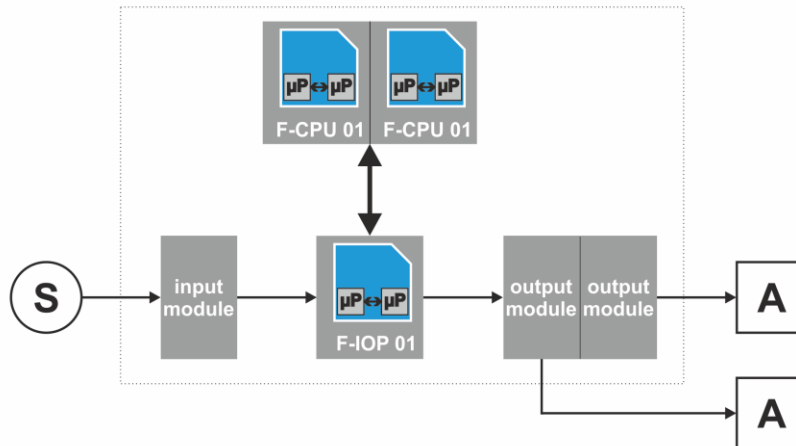 µP µP µP µP
F-CPU 01 F-CPU 01
S
input
module
µP µP
F-IOP 01
output output
module module
A
A